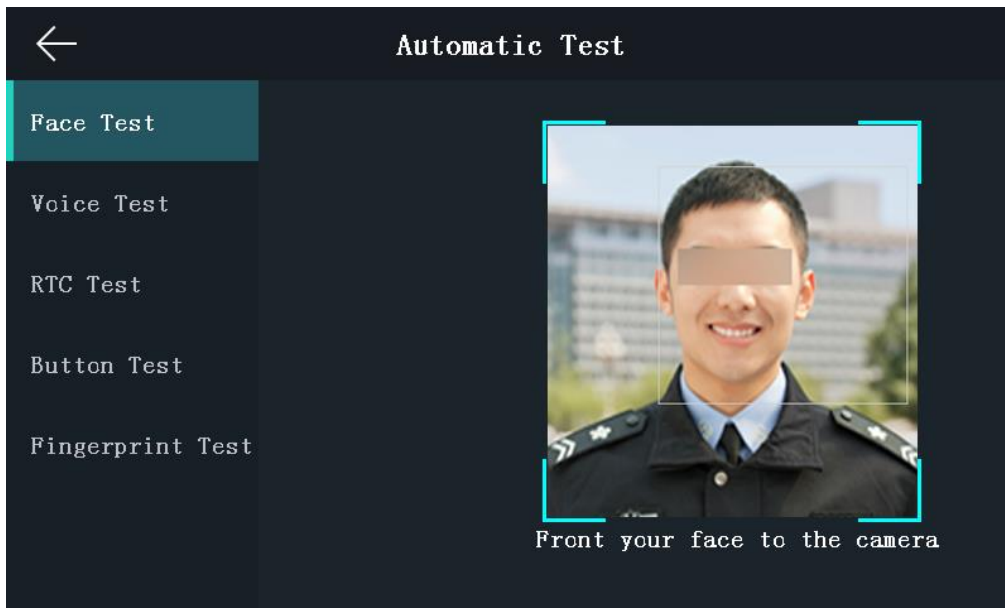 Automatic Test
Face Test
Voice Test
RTC Test
Button Test
Fingerprint Test
Front your face to the camera